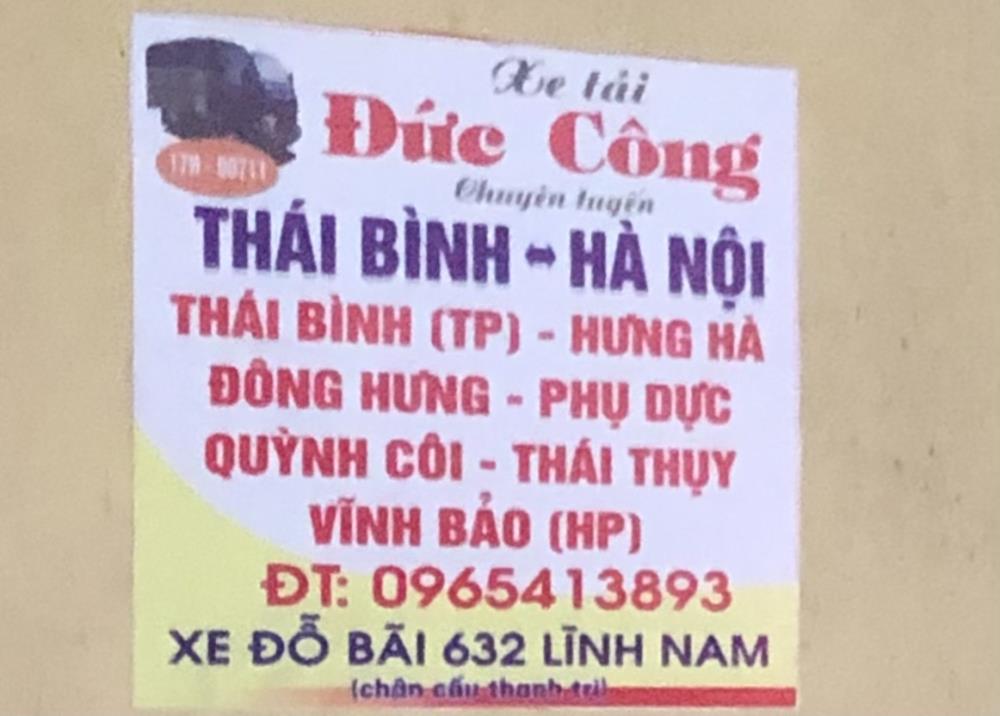 Xe tải
Đức Công
Chuyên tuyến
THÁI BÌNH - HÀ NỘI
THÁI BÌNH (TP) - HƯNG HÀ
ĐÔNG HƯNG - PHỤ DỰC
QUỲNH CÔI - THÁI THỤY
VĨNH BẢO (HP)
ĐT: 0965413893
XE ĐỖ BÃI 632 LĨNH NAM
(chân cầu thanh trì)